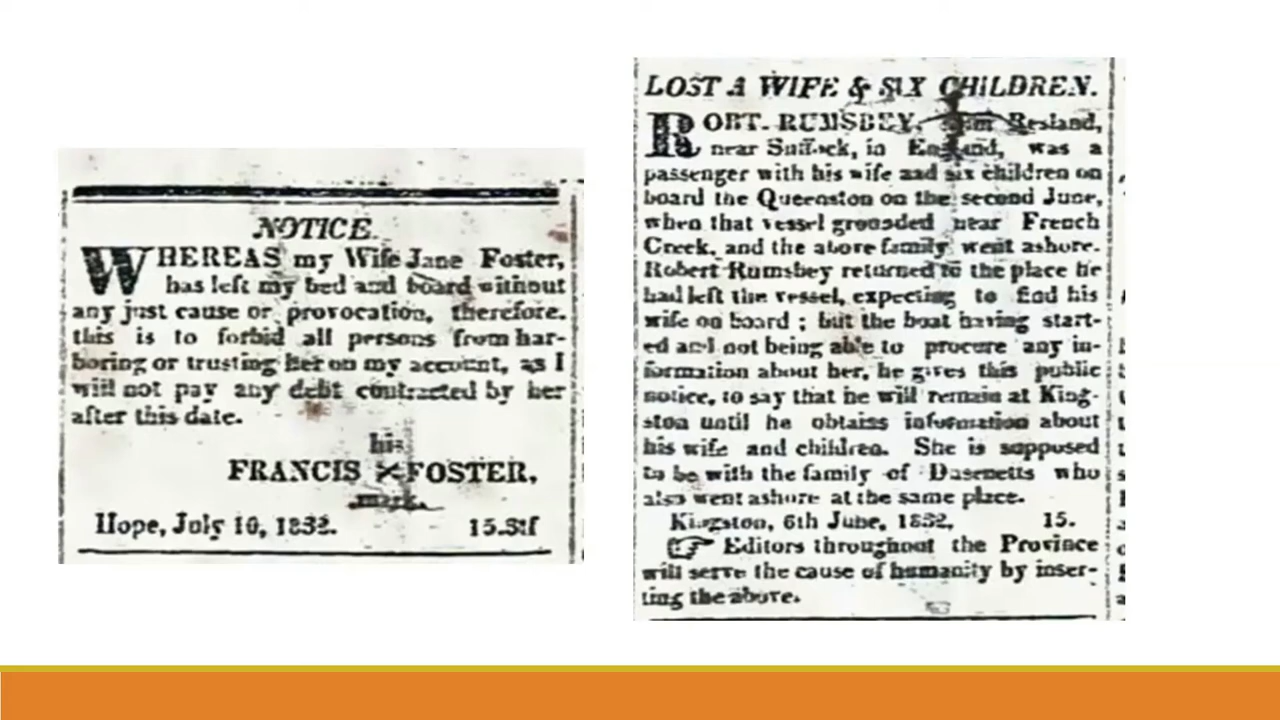 NOTICE.
WHEREAS my Wife Jane Foster,
has left my bed and board without
any just cause or provocation, therefore.
this is to forbid all persons from har-
boring or trusting her on my account, as I
will not pay any debt contracted by her
after this date.
his
FRANCIS X FOSTER,
mark.
Hope, July 10, 1832.
LOST A WIFE & SIX CHILDREN.
ROBT. RUMSBEY,
near in England, was a
passenger with his wife and six children on
board the Queenston on the second June,
when that vessel grounded near French
Creek, and the above family went ashore.
Robert Rumsbey returned to the place he
had left the vessel, expecting to find his
wife on board ; but the boat having start-
ed and not being able to procure any in-
formation about her, he gives this public
notice, to say that he will remain at King-
ston until he obtains information about
his wife and children. She is supposed
to be with the family of who
also went ashore at the same place.
Kingston, 6th June, 1832, 15.
☞ Editors throughout the Province
will serve the cause of humanity by inser-
ting the above.